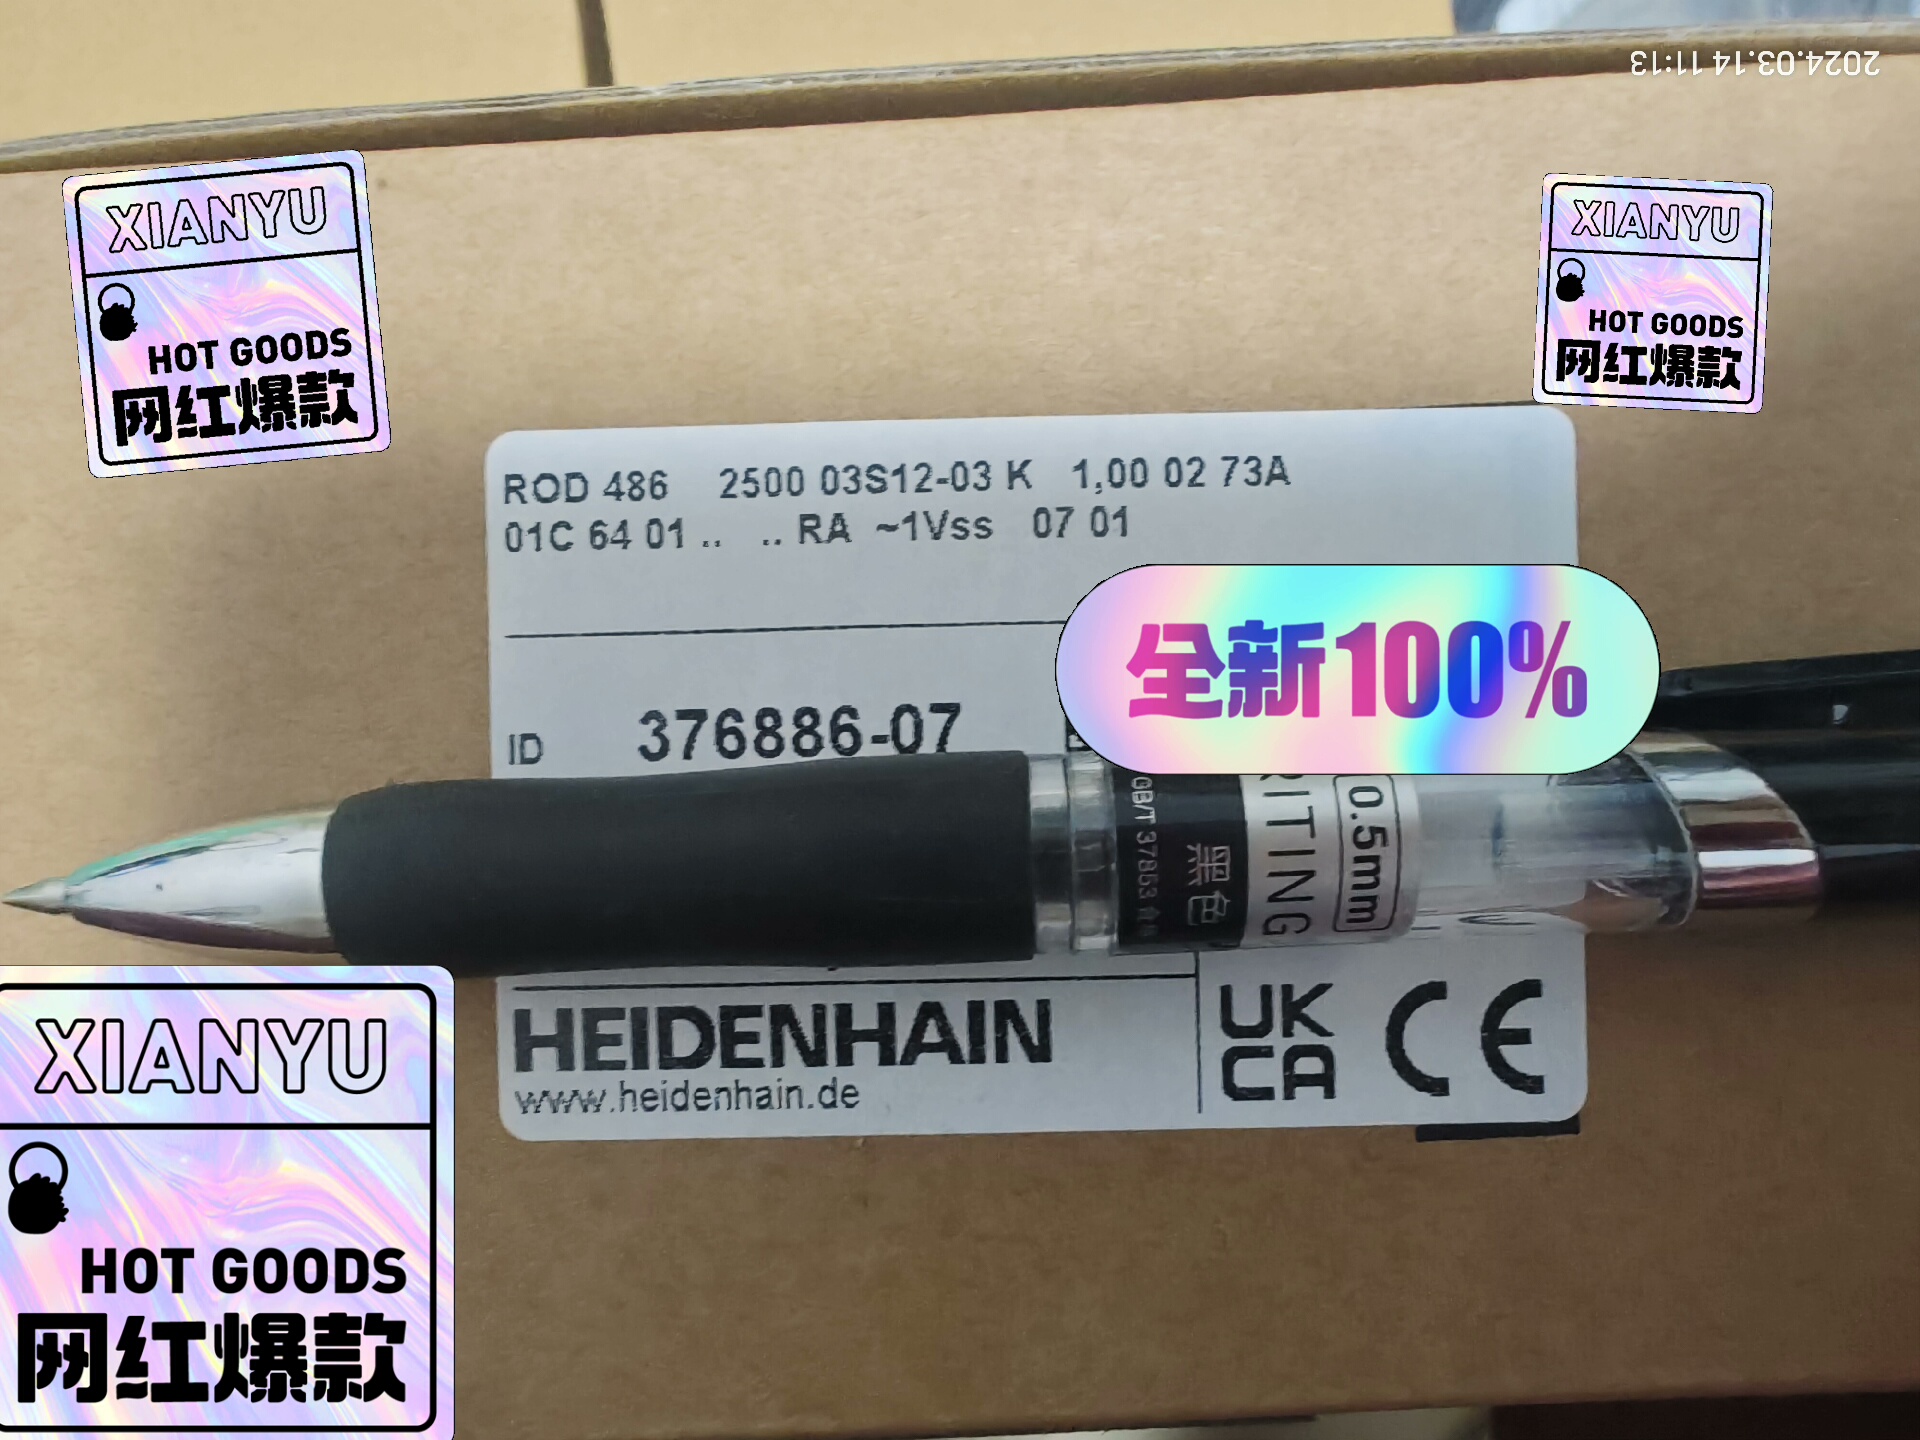 2024.03.14 11:13
XIANYU
HOT GOODS
网红爆款
XIANYU
HOT GOODS
网红爆款
ROD 486 2500 03S12-03 K 1,00 02 73A
01C 64 01 .. .. RA ~1Vss 07 01
全新100%
ID 376886-07
GB/T 37853
黑色
RITING
0.5mm
HEIDENHAIN
www.heidenhain.de
UK
CA
CE
XIANYU
HOT GOODS
网红爆款